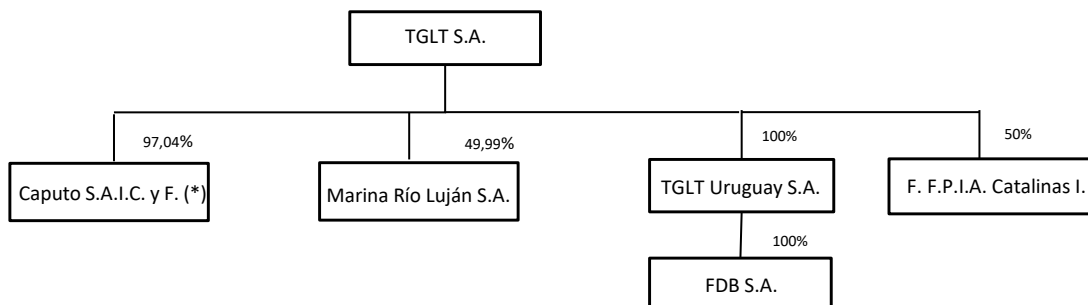 TGLT S.A.
97,04%
49,99%
100%
50%
Caputo S.A.I.C. y F. (*)
Marina Río Luján S.A.
TGLT Uruguay S.A.
F. F.P.I.A. Catalinas I.
100%
FDB S.A.